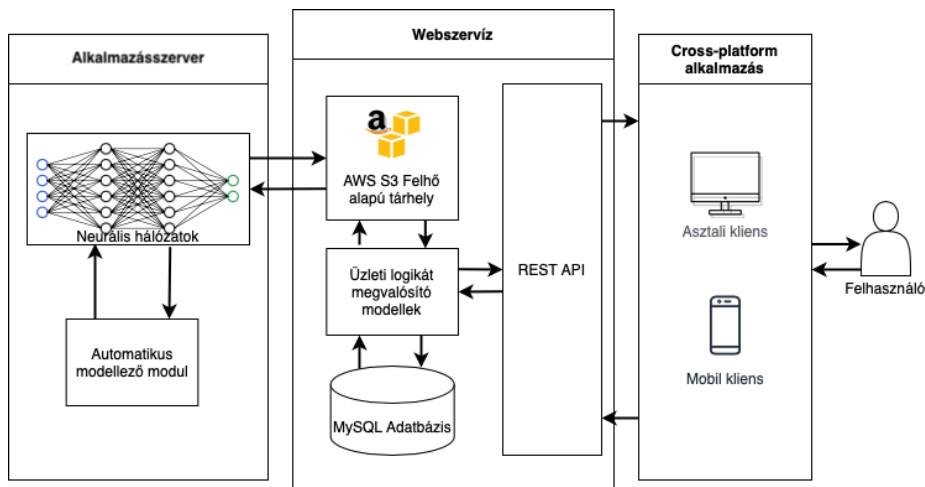 Alkalmazásszerver
Neurális hálózatok
Automatikus
modellező modul
Webszervíz
a
AWS S3 Felhő
alapú tárhely
Üzleti logikát
megvalósító
modellek
MySQL Adatbázis
REST API
Cross-platform
alkalmazás
Asztali kliens
Mobil kliens
Felhasználó